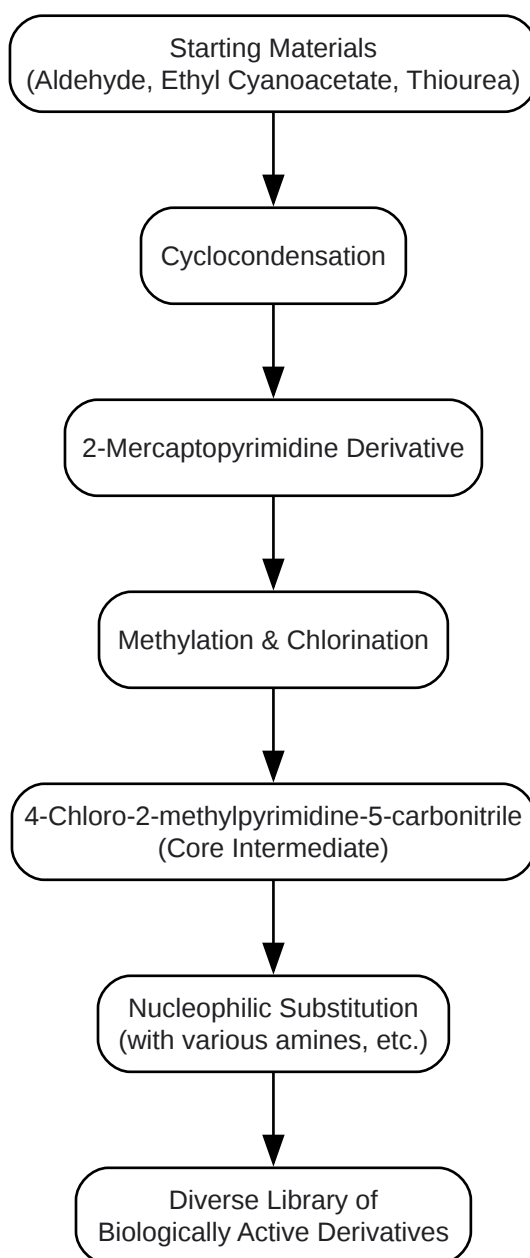 Starting Materials
(Aldehyde, Ethyl Cyanoacetate, Thiourea)
Cyclocondensation
2-Mercaptopyrimidine Derivative
Methylation & Chlorination
4-Chloro-2-methylpyrimidine-5-carbonitrile
(Core Intermediate)
Nucleophilic Substitution
(with various amines, etc.)
Diverse Library of
Biologically Active Derivatives